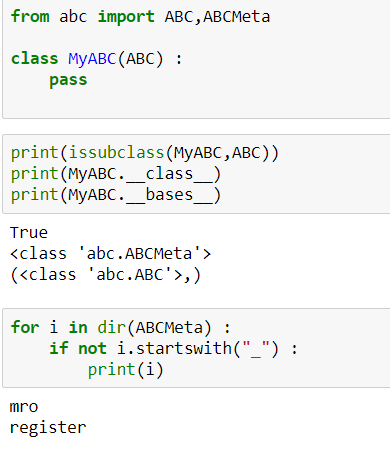 from abc import ABC,ABCMeta
class MyABC(ABC) :
    pass
print(issubclass(MyABC,ABC))
print(MyABC.__class__)
print(MyABC.__bases__)
True
<class 'abc.ABCMeta'>
(<class 'abc.ABC'>,)
for i in dir(ABCMeta) :
    if not i.startswith("_") :
        print(i)
mro
register